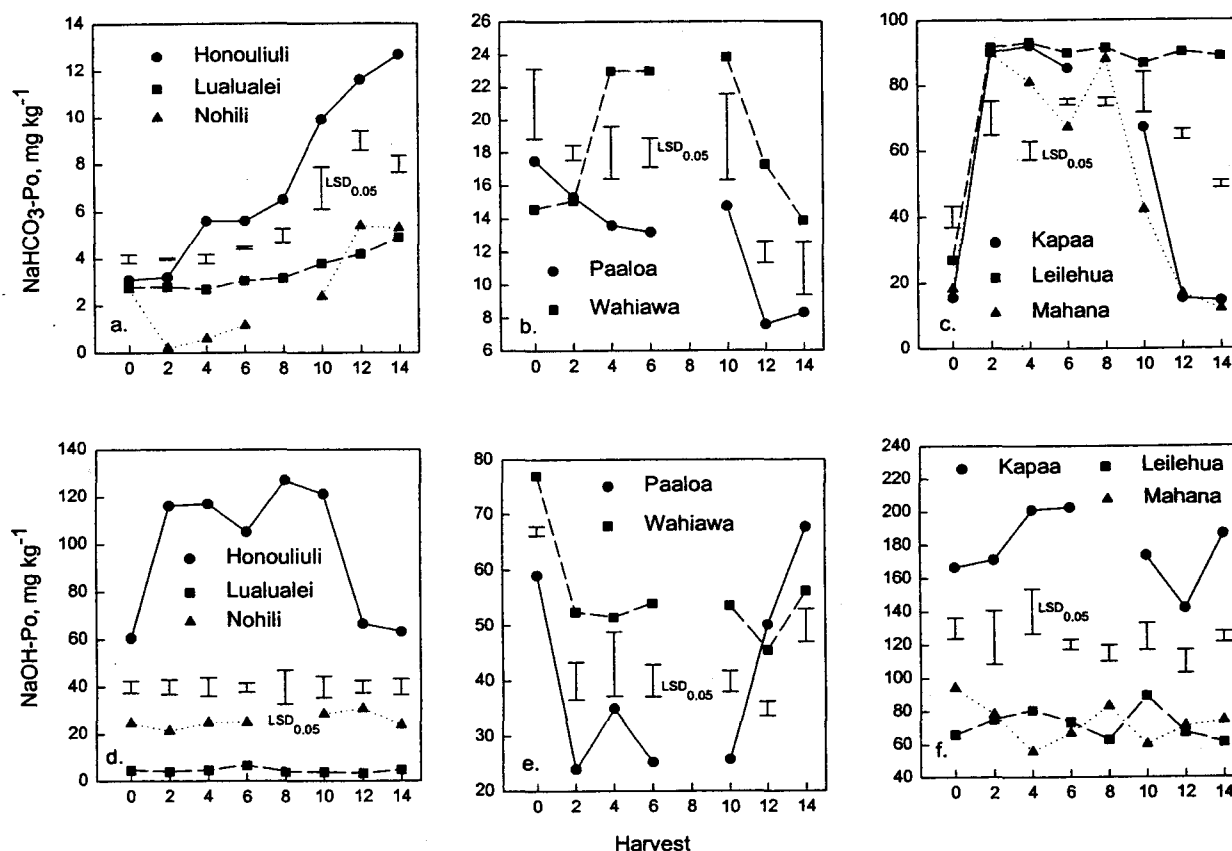 NaHCO3-Po, mg kg-1
14
12
10
8
6
4
2
0
Honouliuli
Lualualei
Nohili
LSD0.05
a.
0 2 4 6 8 10 12 14
26
24
22
20
18
16
14
12
10
8
6
LSD0.05
Paaloa
Wahiawa
b.
0 2 4 6 8 10 12 14
100
80
60
40
20
0
LSD0.05
Kapaa
Leilehua
Mahana
c.
0 2 4 6 8 10 12 14
NaOH-Po, mg kg-1
140
120
100
80
60
40
20
0
Honouliuli
Lualualei
Nohili
LSD0.05
d.
0 2 4 6 8 10 12 14
80
70
60
50
40
30
20
Paaloa
Wahiawa
LSD0.05
e.
0 2 4 6 8 10 12 14
240
220
200
180
160
140
120
100
80
60
40
Kapaa
Leilehua
Mahana
LSD0.05
f.
0 2 4 6 8 10 12 14
Harvest